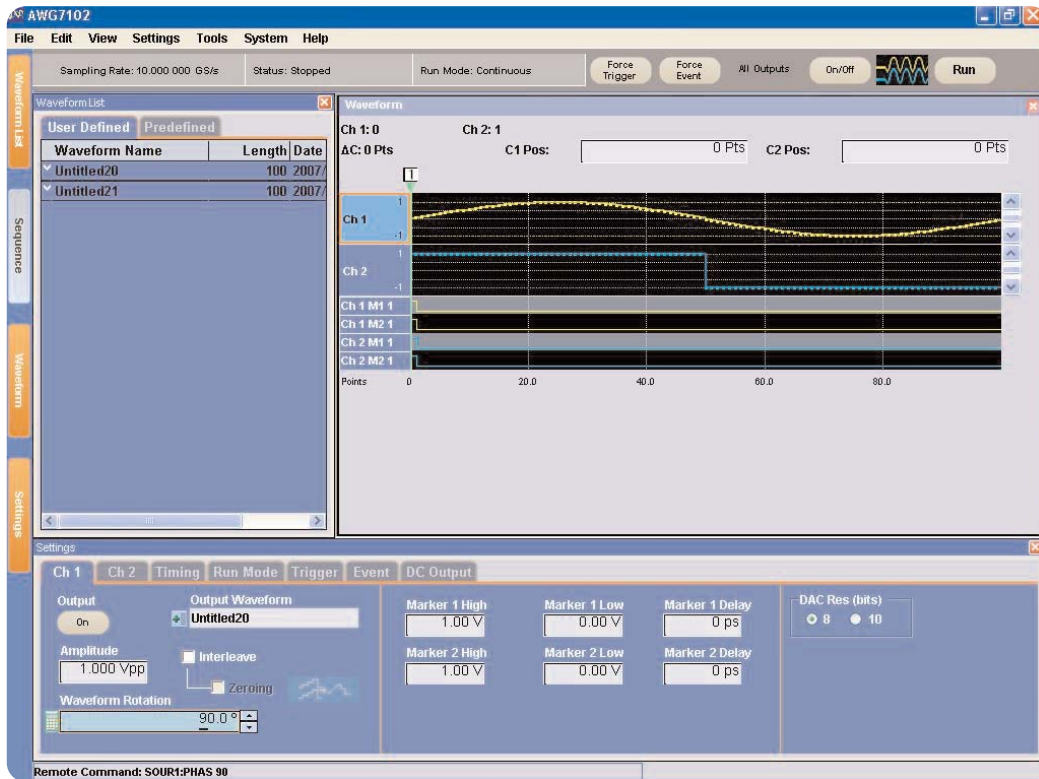 AWG7102
File Edit View Settings Tools System Help
Sampling Rate: 10.000 000 GS/s Status: Stopped Run Mode: Continuous Force Trigger Force Event All Outputs On/Off Run
Waveform List
Sequence
Waveform
Settings
Waveform List
User Defined Predefined
Waveform Name Length Date
Untitled20 100 2007/
Untitled21 100 2007/
Waveform
Ch 1: 0 Ch 2: 1
ΔC: 0 Pts C1 Pos: 0 Pts C2 Pos: 0 Pts
1
Ch 1 1
-1
Ch 2 1
-1
Ch 1 M1 1
Ch 1 M2 1
Ch 2 M1 1
Ch 2 M2 1
Points 0 20.0 40.0 60.0 80.0
Settings
Ch 1 Ch 2 Timing Run Mode Trigger Event DC Output
Output
On
Output Waveform
Untitled20
Amplitude
1.000 Vpp
Interleave
Zeroing
Waveform Rotation
90.0 °
Marker 1 High Marker 1 Low Marker 1 Delay
1.00 V 0.00 V 0 ps
Marker 2 High Marker 2 Low Marker 2 Delay
1.00 V 0.00 V 0 ps
DAC Res (bits)
8 10
Remote Command: SOUR1:PHAS 90